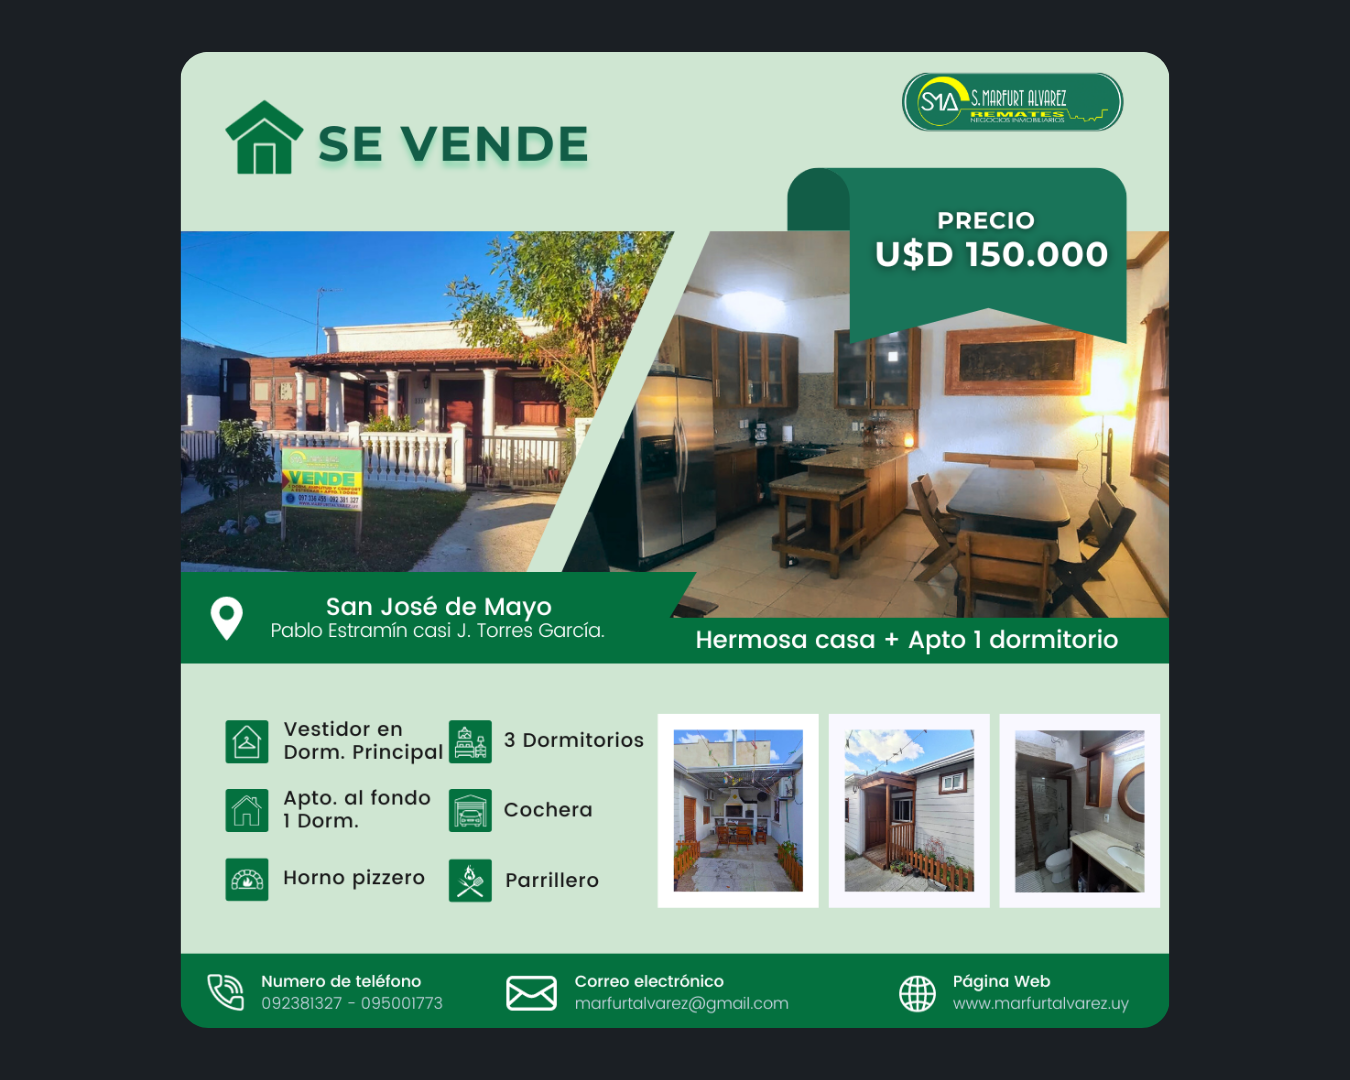 SE VENDE
SMA
S. MARFURT ALVAREZ
REMATES
NEGOCIOS INMOBILIARIOS
PRECIO
U$D 150.000
VENDE
San José de Mayo
Pablo Estramín casi J. Torres García.
Hermosa casa + Apto 1 dormitorio
Vestidor en
Dorm. Principal
3 Dormitorios
Apto. al fondo
1 Dorm.
Cochera
Horno pizzero
Parrillero
Numero de teléfono
092381327 - 095001773
Correo electrónico
marfurtalvarez@gmail.com
Página Web
www.marfurtalvarez.uy